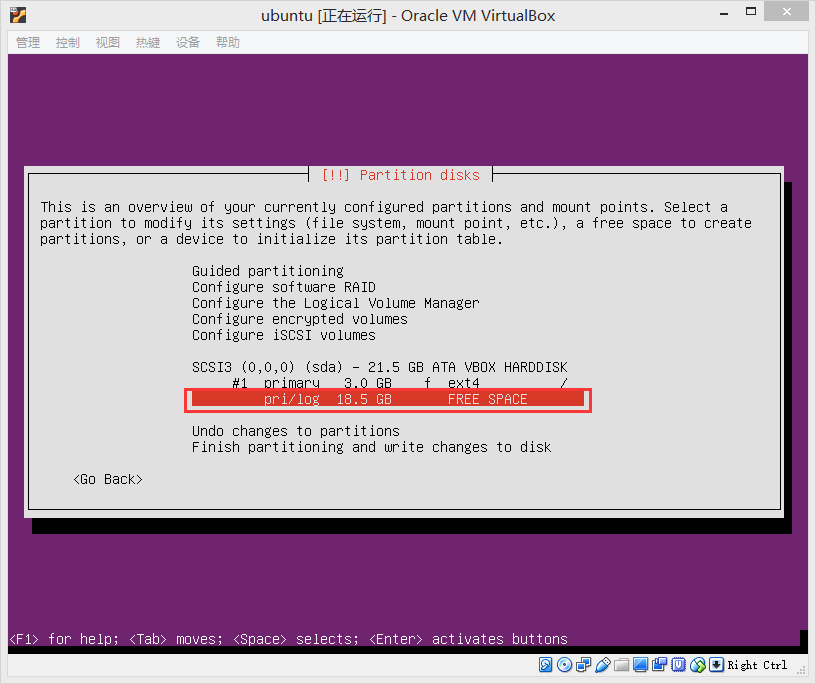 ubuntu [正在运行] - Oracle VM VirtualBox
管理 控制 视图 热键 设备 帮助
[!!] Partition disks
This is an overview of your currently configured partitions and mount points. Select a
partition to modify its settings (file system, mount point, etc.), a free space to create
partitions, or a device to initialize its partition table.
Guided partitioning
Configure software RAID
Configure the Logical Volume Manager
Configure encrypted volumes
Configure iSCSI volumes
SCSI3 (0,0,0) (sda) - 21.5 GB ATA VBOX HARDDISK
#1 primary 3.0 GB f ext4 /
pri/log 18.5 GB FREE SPACE
Undo changes to partitions
Finish partitioning and write changes to disk
<Go Back>
<F1> for help; <Tab> moves; <Space> selects; <Enter> activates buttons
Right Ctrl